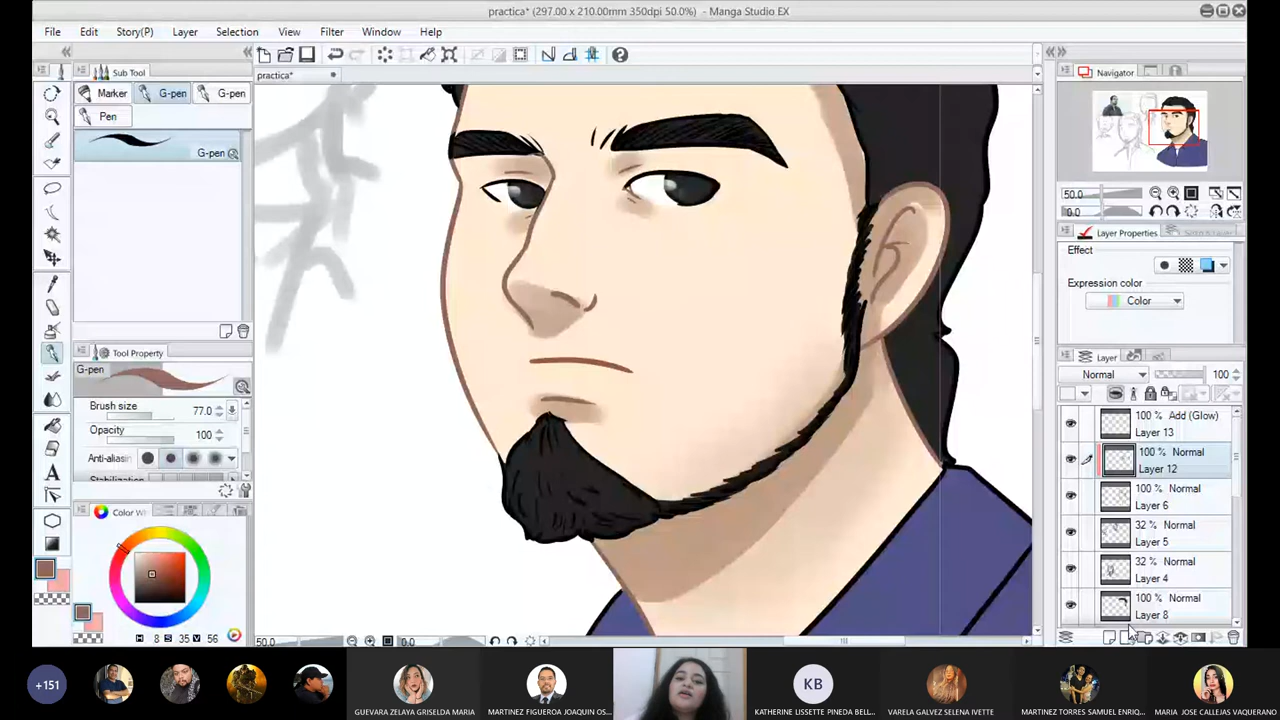 practica* (297.00 x 210.00mm 350dpi 50.0%) - Manga Studio EX
File Edit Story(P) Layer Selection View Filter Window Help
Sub Tool
Marker G-pen G-pen
Pen
G-pen
Tool Property
G-pen
Brush size 77.0
Opacity 100
Anti-aliasin
Stabilization
Color W
H 8 S 35 V 56
practica*
50.0 0.0
Navigator
50.0
0.0
Layer Properties
Effect
Expression color
Color
Layer
Normal 100
100 % Add (Glow)
Layer 13
100 % Normal
Layer 12
100 % Normal
Layer 6
32 % Normal
Layer 5
32 % Normal
Layer 4
100 % Normal
Layer 8
+151
GUEVARA ZELAYA GRISELDA MARIA
MARTINEZ FIGUEROA JOAQUIN OS...
KB
KATHERINE LISSETTE PINEDA BELL...
VARELA GALVEZ SELENA IVETTE
MARTINEZ TORRES SAMUEL ENRIQ...
MARIA JOSE CALLEJAS VAQUERANO